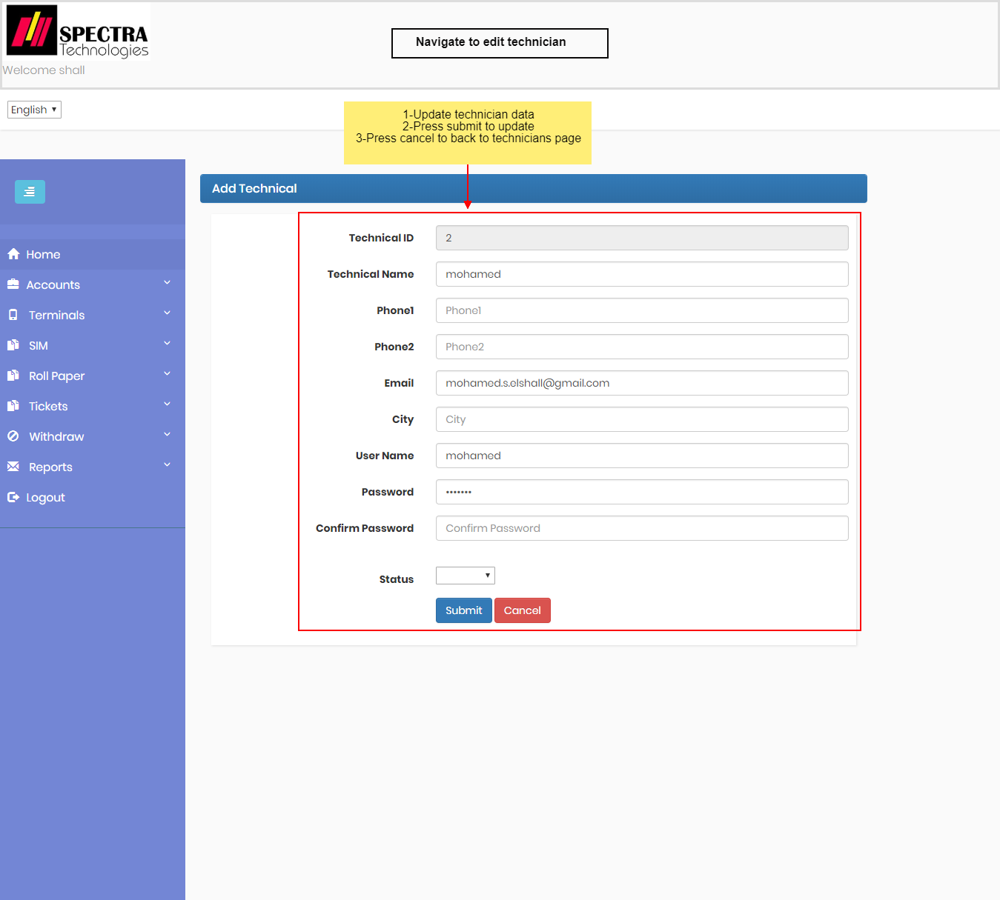 SPECTRA
Technologies
Welcome shall
Navigate to edit technician
English
1-Update technician data
2-Press submit to update
3-Press cancel to back to technicians page
Add Technical
Home
Accounts
Terminals
SIM
Roll Paper
Tickets
Withdraw
Reports
Logout
Technical ID 2
Technical Name mohamed
Phone1 Phone1
Phone2 Phone2
Email mohamed.s.elshall@gmail.com
City City
User Name mohamed
Password •••••••
Confirm Password Confirm Password
Status
Submit Cancel